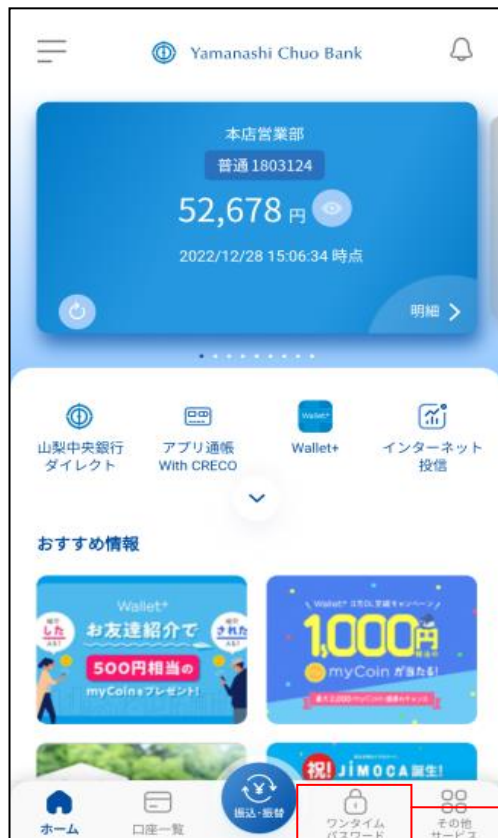 Yamanashi Chuo Bank
本店営業部
普通 1803124
52,678 円
2022/12/28 15:06:34 時点
明細
山梨中央銀行
ダイレクト
アプリ通帳
With CRECO
Wallet+
Wallet+
インターネット
投信
おすすめ情報
Wallet+
した
お友達紹介で
された
500円相当の
myCoinをプレゼント!
1,000円
myCoin が当たる!
祝! JiMOCA 誕生!
ホーム
口座一覧
振込・振替
ワンタイム
パスワード
その他
サービス